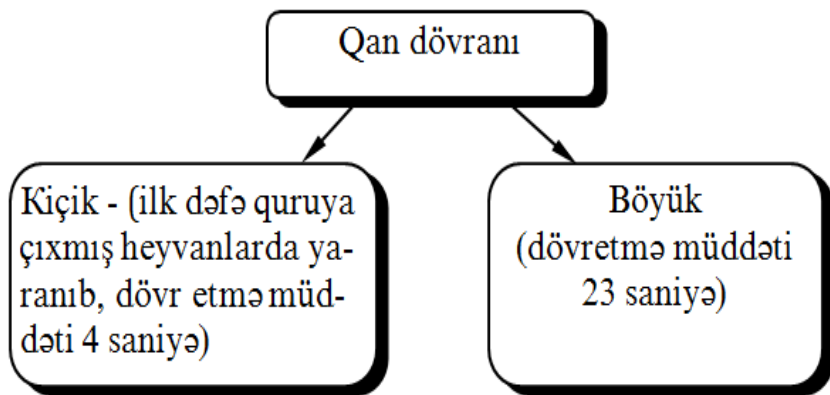 Qan dövranı
Kiçik - (ilk dəfə quruya
çıxmış heyvanlarda ya-
ranıb, dövr etmə müd-
dəti 4 saniyə)
Böyük
(dövretmə müddəti
23 saniyə)